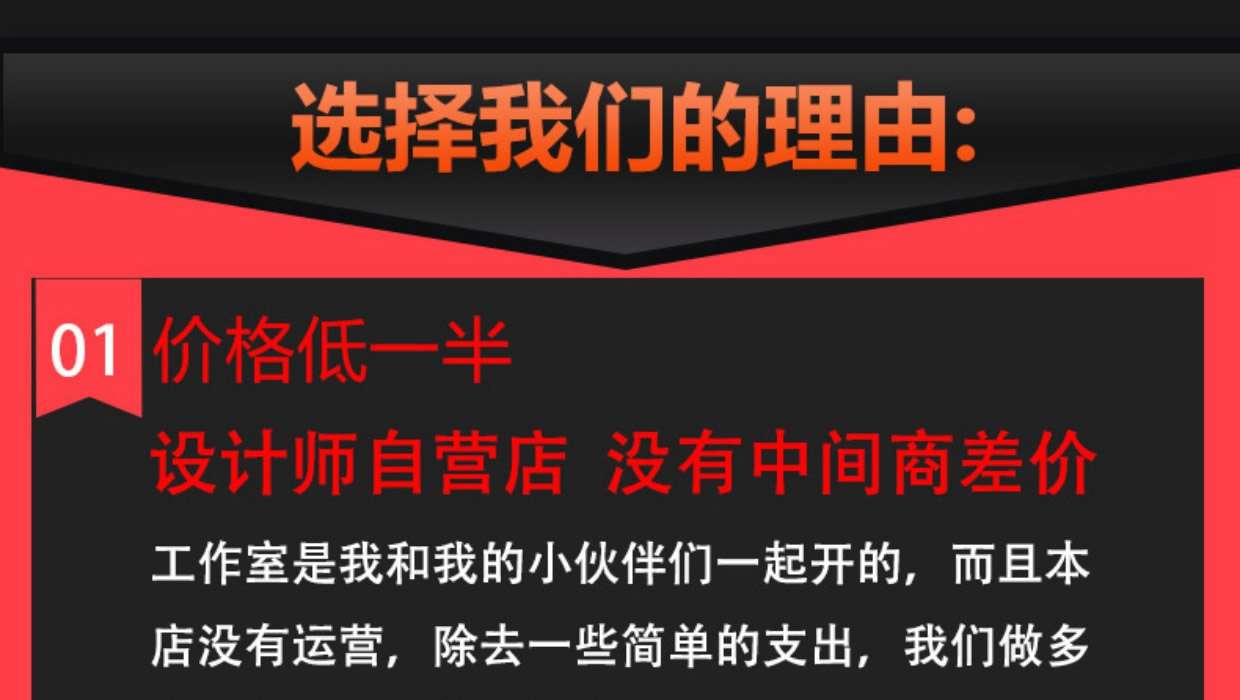 选择我们的理由:
01 价格低一半
设计师自营店 没有中间商差价
工作室是我和我的小伙伴们一起开的，而且本
店没有运营，除去一些简单的支出，我们做多